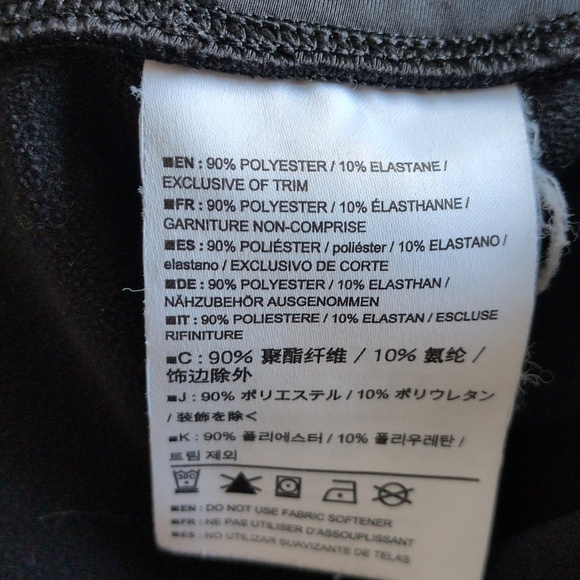 ■EN : 90% POLYESTER / 10% ELASTANE /
EXCLUSIVE OF TRIM
■FR : 90% POLYESTER / 10% ÉLASTHANNE /
GARNITURE NON-COMPRISE
■ES : 90% POLIÉSTER / poliéster / 10% ELASTANO /
elastano / EXCLUSIVO DE CORTE
■DE : 90% POLYESTER / 10% ELASTHAN /
NÄHZUBEHÖR AUSGENOMMEN
■IT : 90% POLIESTERE / 10% ELASTAN / ESCLUSE
RIFINITURE
■C : 90% 聚酯纤维 / 10% 氨纶 /
饰边除外
■J : 90% ポリエステル / 10% ポリウレタン
/ 装飾を除く
■K : 90% 폴리에스터 / 10% 폴리우레탄 /
트림 제외
■EN : DO NOT USE FABRIC SOFTENER
■FR : NE PAS UTILISER D'ASSOUPLISSANT
■ES : NO UTILIZAR SUAVIZANTE DE TELAS